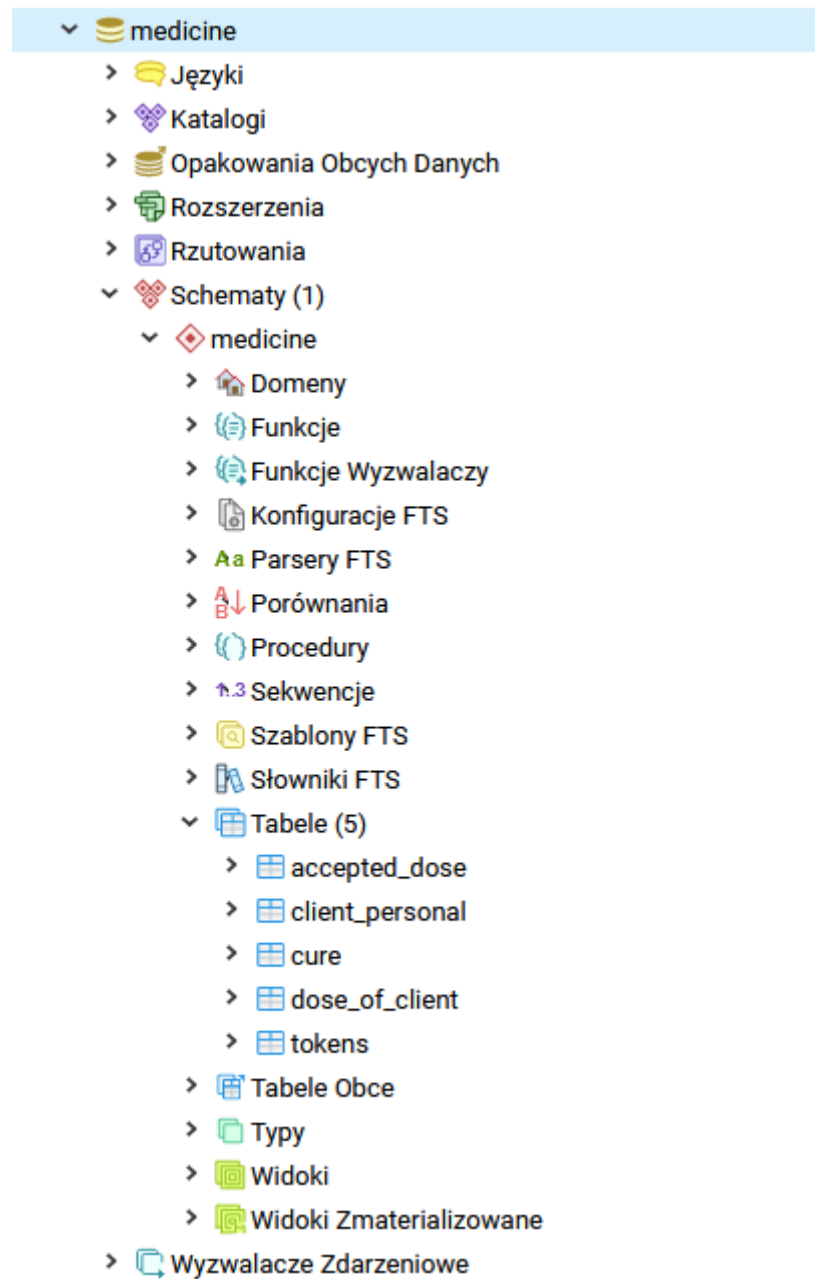 medicine
Języki
Katalogi
Opakowania Obcych Danych
Rozszerzenia
Rzutowania
Schematy (1)
medicine
Domeny
Funkcje
Funkcje Wyzwalaczy
Konfiguracje FTS
Aa Parsery FTS
Porównania
Procedury
1.3 Sekwencje
Szablony FTS
Słowniki FTS
Tabele (5)
accepted_dose
client_personal
cure
dose_of_client
tokens
Tabele Obce
Typy
Widoki
Widoki Zmaterializowane
Wyzwalacze Zdarzeniowe